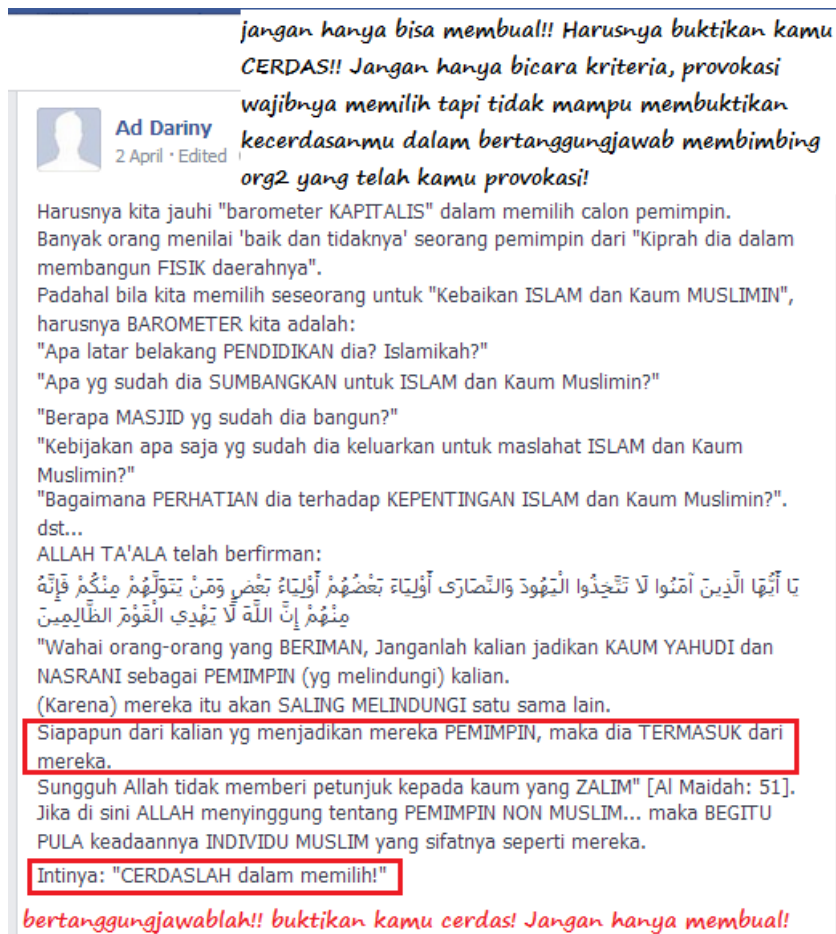 jangan hanya bisa membual!! Harusnya buktikan kamu
CERDAS!! Jangan hanya bicara kriteria, provokasi
wajibnya memilih tapi tidak mampu membuktikan
kecerdasanmu dalam bertanggungjawab membimbing
org2 yang telah kamu provokasi!
Ad Dariny
2 April · Edited
Harusnya kita jauhi "barometer KAPITALIS" dalam memilih calon pemimpin.
Banyak orang menilai 'baik dan tidaknya' seorang pemimpin dari "Kiprah dia dalam
membangun FISIK daerahnya".
Padahal bila kita memilih seseorang untuk "Kebaikan ISLAM dan Kaum MUSLIMIN",
harusnya BAROMETER kita adalah:
"Apa latar belakang PENDIDIKAN dia? Islamikah?"
"Apa yg sudah dia SUMBANGKAN untuk ISLAM dan Kaum Muslimin?"
"Berapa MASJID yg sudah dia bangun?"
"Kebijakan apa saja yg sudah dia keluarkan untuk maslahat ISLAM dan Kaum
Muslimin?"
"Bagaimana PERHATIAN dia terhadap KEPENTINGAN ISLAM dan Kaum Muslimin?".
dst...
ALLAH TA'ALA telah berfirman:
يَا أَيُّهَا الَّذِينَ آمَنُوا لَا تَتَّخِذُوا الْيَهُودَ وَالنَّصَارَى أَوْلِيَاءَ بَعْضُهُمْ أَوْلِيَاءُ بَعْضٍ وَمَنْ يَتَوَلَّهُمْ مِنْكُمْ فَإِنَّهُ
مِنْهُمْ إِنَّ اللَّهَ لَا يَهْدِي الْقَوْمَ الظَّالِمِينَ
"Wahai orang-orang yang BERIMAN, Janganlah kalian jadikan KAUM YAHUDI dan
NASRANI sebagai PEMIMPIN (yg melindungi) kalian.
(Karena) mereka itu akan SALING MELINDUNGI satu sama lain.
Siapapun dari kalian yg menjadikan mereka PEMIMPIN, maka dia TERMASUK dari
mereka.
Sungguh Allah tidak memberi petunjuk kepada kaum yang ZALIM" [Al Maidah: 51].
Jika di sini ALLAH menyinggung tentang PEMIMPIN NON MUSLIM... maka BEGITU
PULA keadaannya INDIVIDU MUSLIM yang sifatnya seperti mereka.
Intinya: "CERDASLAH dalam memilih!"
bertanggungjawablah!! buktikan kamu cerdas! Jangan hanya membual!